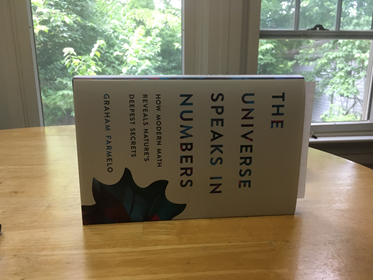 THE
UNIVERSE
SPEAKS IN
NUMBERS
HOW MODERN MATH
REVEALS NATURE'S
DEEPEST SECRETS
GRAHAM FARMELO